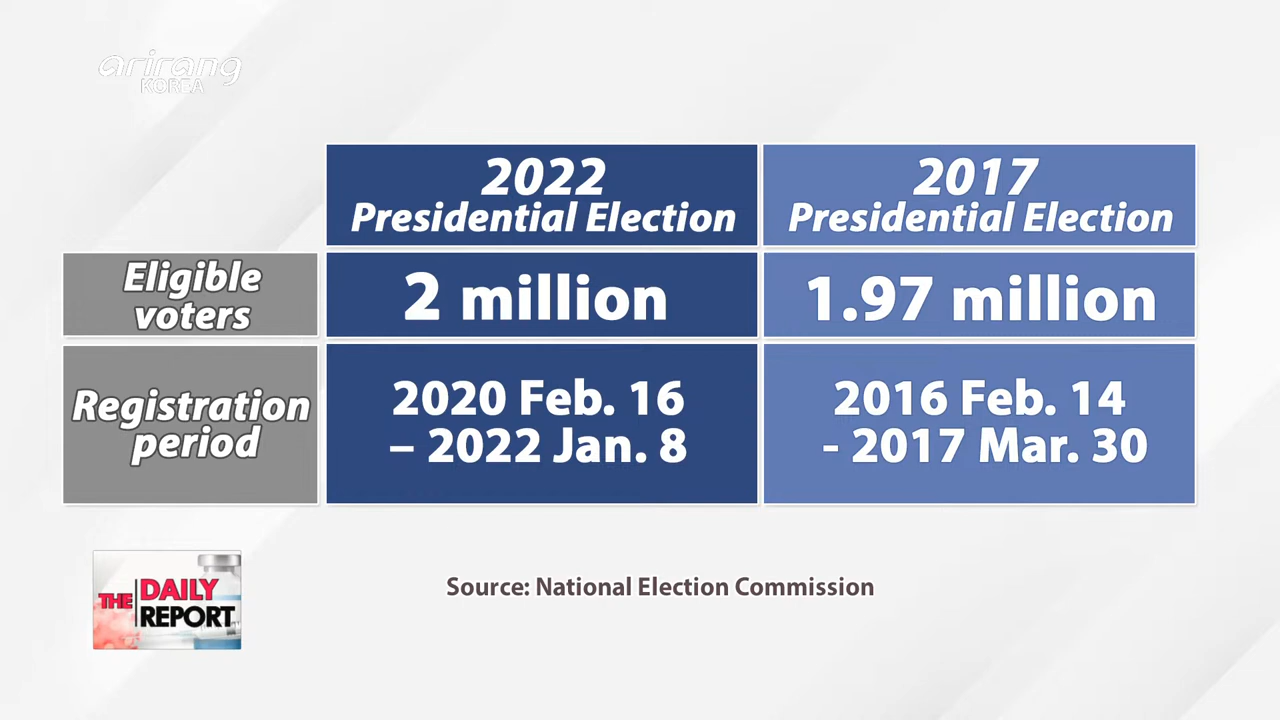 arirang
KOREA
2022
Presidential Election
2017
Presidential Election
Eligible
voters
2 million
1.97 million
Registration
period
2020 Feb. 16
– 2022 Jan. 8
2016 Feb. 14
- 2017 Mar. 30
THE DAILY
REPORT
Source: National Election Commission